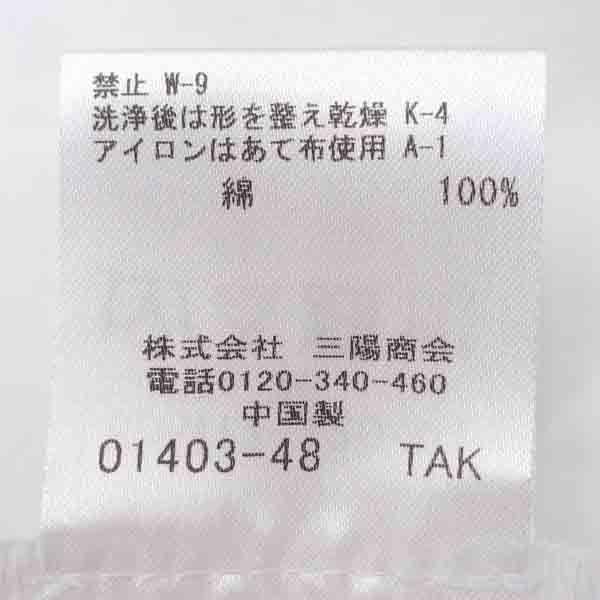 禁止 W-9
洗浄後は形を整え乾燥 K-4
アイロンはあて布使用 A-1
綿 100%
株式会社 三陽商会
電話0120-340-460
中国製
01403-48 TAK